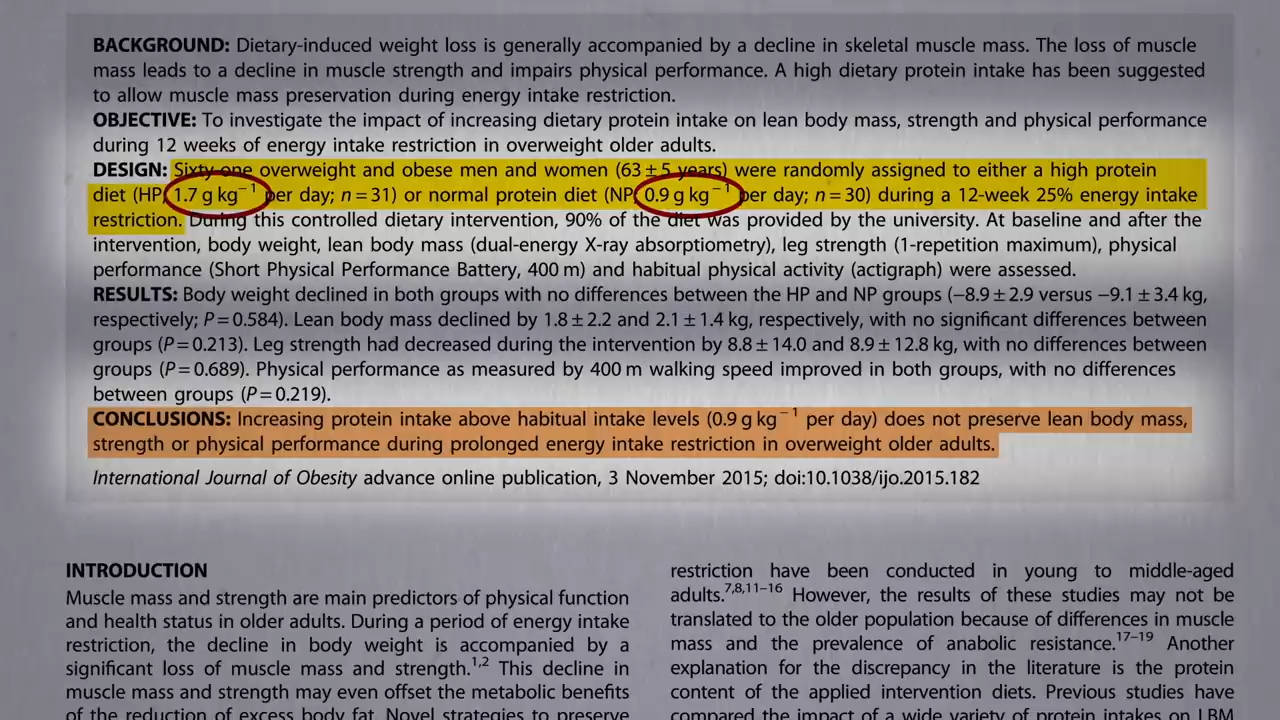 BACKGROUND: Dietary-induced weight loss is generally accompanied by a decline in skeletal muscle mass. The loss of muscle
mass leads to a decline in muscle strength and impairs physical performance. A high dietary protein intake has been suggested
to allow muscle mass preservation during energy intake restriction.
OBJECTIVE: To investigate the impact of increasing dietary protein intake on lean body mass, strength and physical performance
during 12 weeks of energy intake restriction in overweight older adults.
DESIGN: Sixty-one overweight and obese men and women (63 ± 5 years) were randomly assigned to either a high protein
diet (HP, 1.7 g kg⁻¹ per day; n = 31) or normal protein diet (NP, 0.9 g kg⁻¹ per day; n = 30) during a 12-week 25% energy intake
restriction. During this controlled dietary intervention, 90% of the diet was provided by the university. At baseline and after the
intervention, body weight, lean body mass (dual-energy X-ray absorptiometry), leg strength (1-repetition maximum), physical
performance (Short Physical Performance Battery, 400 m) and habitual physical activity (actigraph) were assessed.
RESULTS: Body weight declined in both groups with no differences between the HP and NP groups (−8.9 ± 2.9 versus −9.1 ± 3.4 kg,
respectively; P = 0.584). Lean body mass declined by 1.8 ± 2.2 and 2.1 ± 1.4 kg, respectively, with no significant differences between
groups (P = 0.213). Leg strength had decreased during the intervention by 8.8 ± 14.0 and 8.9 ± 12.8 kg, with no differences between
groups (P = 0.689). Physical performance as measured by 400 m walking speed improved in both groups, with no differences
between groups (P = 0.219).
CONCLUSIONS: Increasing protein intake above habitual intake levels (0.9 g kg⁻¹ per day) does not preserve lean body mass,
strength or physical performance during prolonged energy intake restriction in overweight older adults.
International Journal of Obesity advance online publication, 3 November 2015; doi:10.1038/ijo.2015.182
INTRODUCTION
Muscle mass and strength are main predictors of physical function
and health status in older adults. During a period of energy intake
restriction, the decline in body weight is accompanied by a
significant loss of muscle mass and strength.1,2 This decline in
muscle mass and strength may even offset the metabolic benefits
of the reduction of excess body fat. Novel strategies to preserve
restriction have been conducted in young to middle-aged
adults.7,8,11–16 However, the results of these studies may not be
translated to the older population because of differences in muscle
mass and the prevalence of anabolic resistance.17–19 Another
explanation for the discrepancy in the literature is the protein
content of the applied intervention diets. Previous studies have
compared the impact of a wide variety of protein intakes on LBM